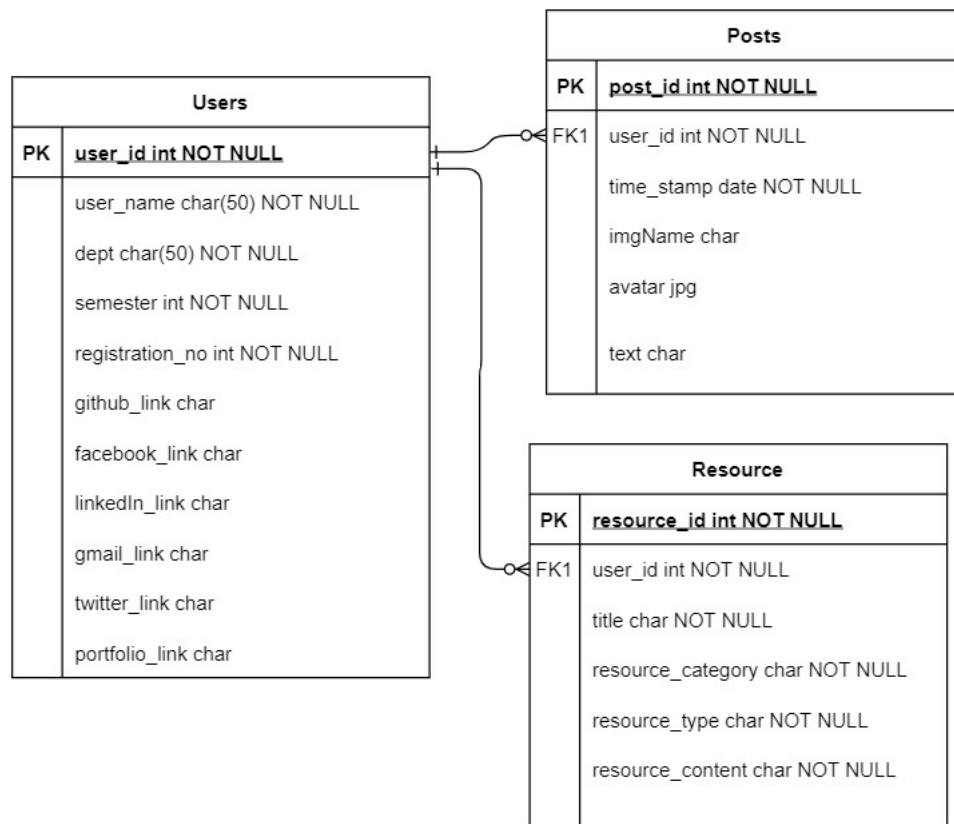 Users
PK user_id int NOT NULL
user_name char(50) NOT NULL
dept char(50) NOT NULL
semester int NOT NULL
registration_no int NOT NULL
github_link char
facebook_link char
linkedIn_link char
gmail_link char
twitter_link char
portfolio_link char
Posts
PK post_id int NOT NULL
FK1 user_id int NOT NULL
time_stamp date NOT NULL
imgName char
avatar jpg
text char
Resource
PK resource_id int NOT NULL
FK1 user_id int NOT NULL
title char NOT NULL
resource_category char NOT NULL
resource_type char NOT NULL
resource_content char NOT NULL